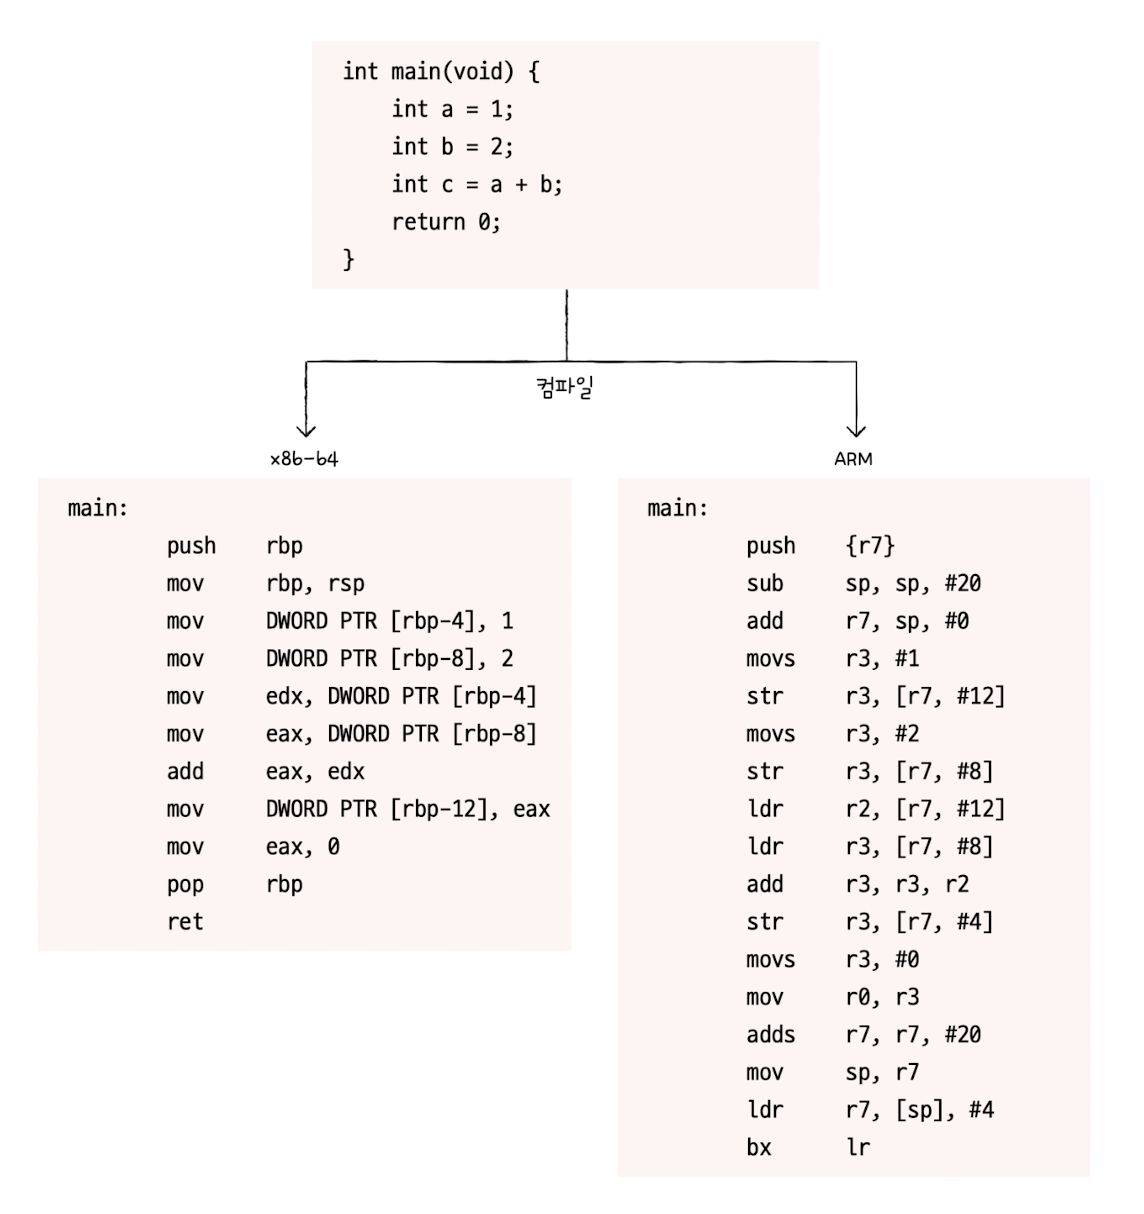 int main(void) {
    int a = 1;
    int b = 2;
    int c = a + b;
    return 0;
}
컴파일
x86-64
ARM
main:
        push    rbp
        mov     rbp, rsp
        mov     DWORD PTR [rbp-4], 1
        mov     DWORD PTR [rbp-8], 2
        mov     edx, DWORD PTR [rbp-4]
        mov     eax, DWORD PTR [rbp-8]
        add     eax, edx
        mov     DWORD PTR [rbp-12], eax
        mov     eax, 0
        pop     rbp
        ret
main:
        push    {r7}
        sub     sp, sp, #20
        add     r7, sp, #0
        movs    r3, #1
        str     r3, [r7, #12]
        movs    r3, #2
        str     r3, [r7, #8]
        ldr     r2, [r7, #12]
        ldr     r3, [r7, #8]
        add     r3, r3, r2
        str     r3, [r7, #4]
        movs    r3, #0
        mov     r0, r3
        adds    r7, r7, #20
        mov     sp, r7
        ldr     r7, [sp], #4
        bx      lr